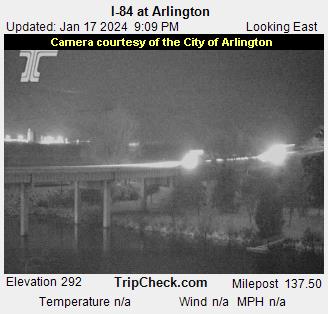 I-84 at Arlington
Updated: Jan 17 2024 9:09 PM Looking East
Camera courtesy of the City of Arlington
Elevation 292 TripCheck.com Milepost 137.50
Temperature n/a Wind n/a MPH n/a